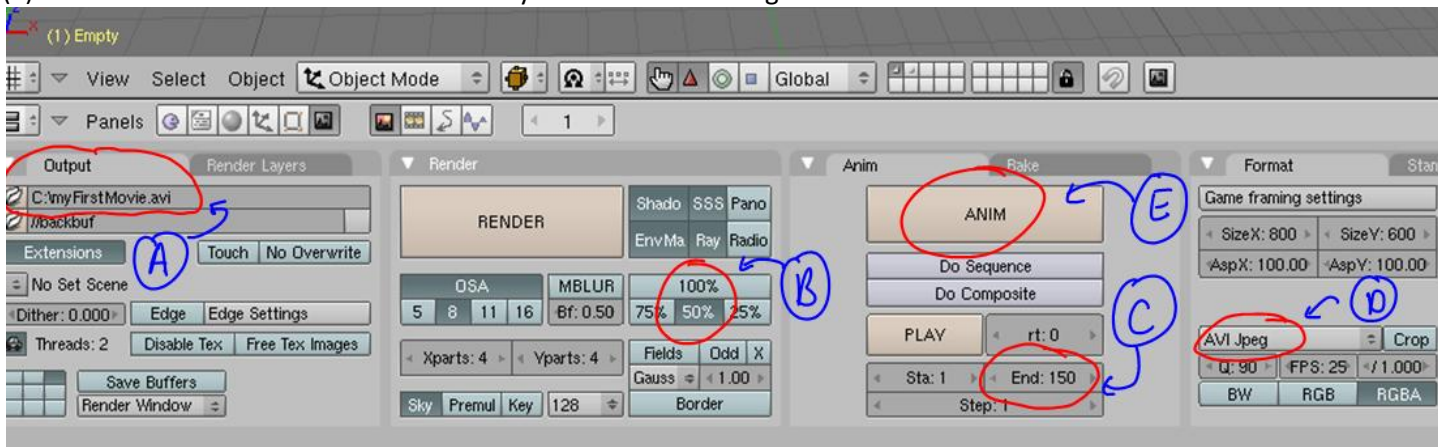 Z X (1) Empty
View Select Object Object Mode Global
Panels 1
Output Render Layers Render Anim Bake Format Stan
C:\myFirstMovie.avi
//backbuf
A
Extensions Touch No Overwrite
No Set Scene
Dither: 0.000 Edge Edge Settings
Threads: 2 Disable Tex Free Tex Images
Save Buffers
Render Window
RENDER
Shado SSS Pano
EnvMa Ray Radio
B
OSA MBLUR 100%
5 8 11 16 Bf: 0.50 75% 50% 25%
Xparts: 4 Yparts: 4 Fields Odd X
Gauss 1.00
Sky Premul Key 128 Border
ANIM
E
Do Sequence
Do Composite
C
PLAY rt: 0
Sta: 1 End: 150
Step: 1
Game framing settings
SizeX: 800 SizeY: 600
AspX: 100.00 AspY: 100.00
D
AVI Jpeg Crop
Q: 90 FPS: 25 / 1.000
BW RGB RGBA